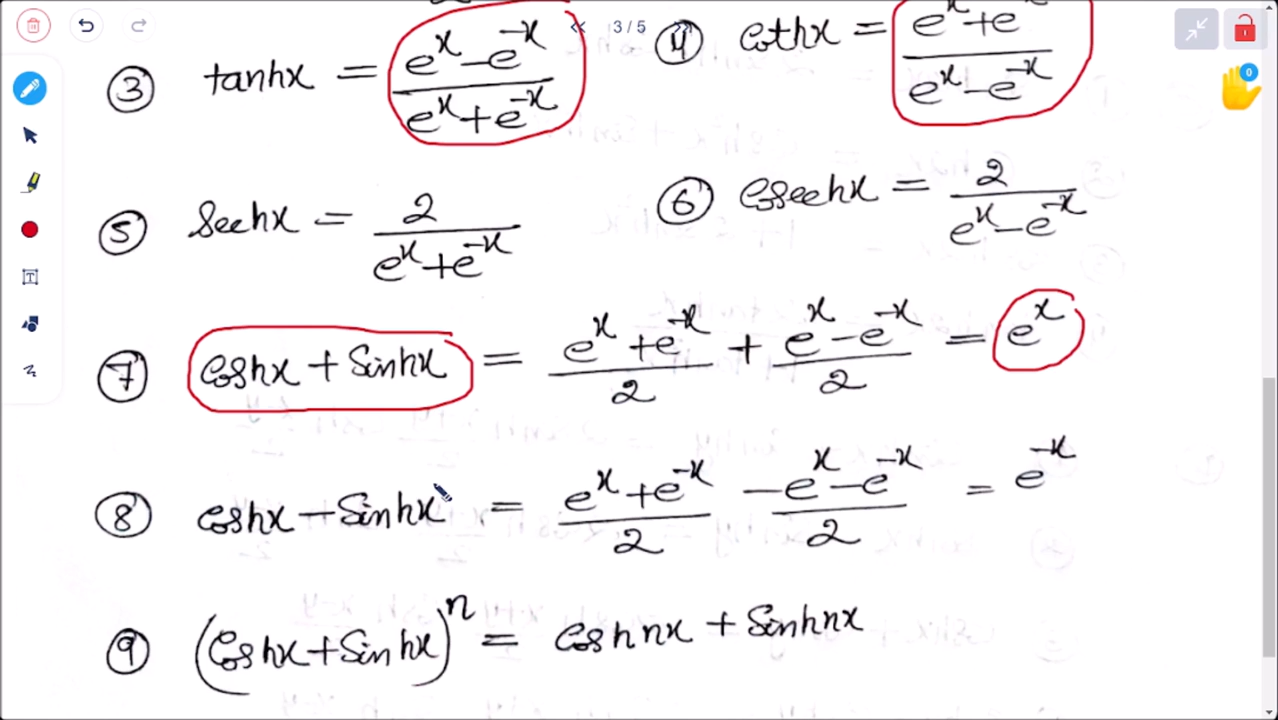 3/5
③ tanhx = (e^x - e^-x)/(e^x + e^-x) ④ cothx = (e^x + e^-x)/(e^x - e^-x)
⑤ Sechx = 2/(e^x + e^-x) ⑥ Cosechx = 2/(e^x - e^-x)
⑦ Coshx + Sinhx = (e^x + e^-x)/2 + (e^x - e^-x)/2 = e^x
⑧ Coshx - Sinhx = (e^x + e^-x)/2 - (e^x - e^-x)/2 = e^-x
⑨ (Coshx + Sinhx)^n = Coshnx + Sinhnx